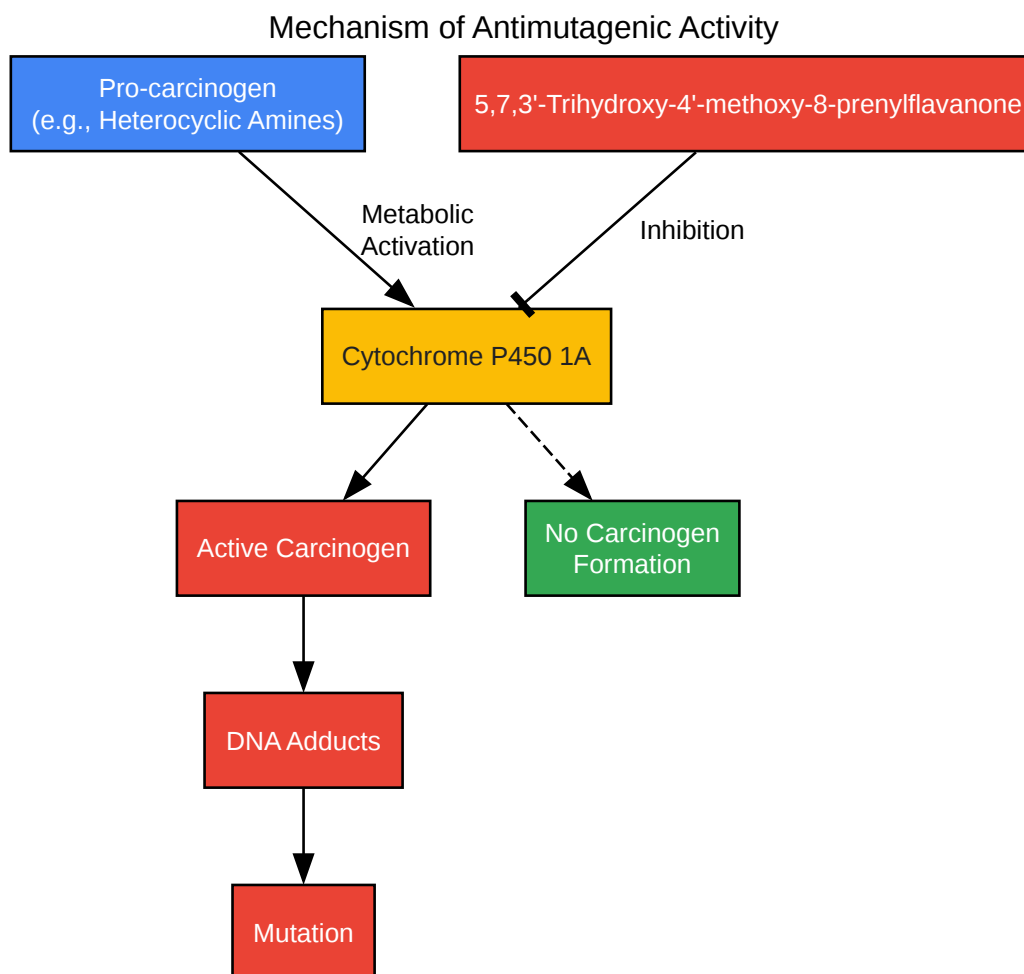 Mechanism of Antimutagenic Activity
Pro-carcinogen
(e.g., Heterocyclic Amines)
5,7,3'-Trihydroxy-4'-methoxy-8-prenylflavanone
Metabolic
Activation
Inhibition
Cytochrome P450 1A
Active Carcinogen
No Carcinogen
Formation
DNA Adducts
Mutation